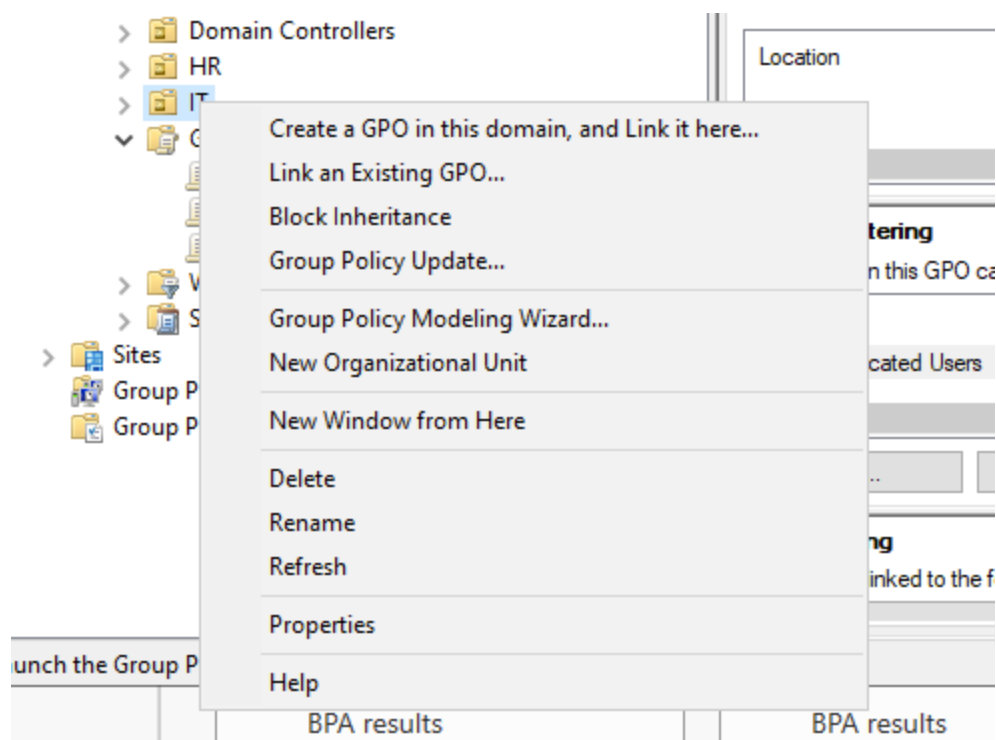 Domain Controllers
HR
IT
Location
Create a GPO in this domain, and Link it here...
Link an Existing GPO...
Block Inheritance
Group Policy Update...
Group Policy Modeling Wizard...
New Organizational Unit
New Window from Here
Delete
Rename
Refresh
Properties
Help
Sites
Group P
Group P
tering
n this GPO ca
cated Users
..
ng
inked to the f
unch the Group P
BPA results
BPA results